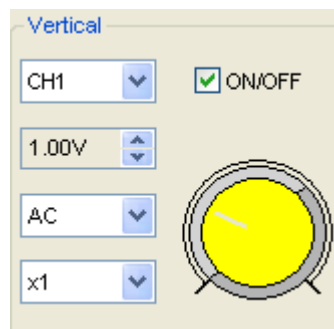 Vertical
CH1
ON/OFF
1.00V
AC
x1